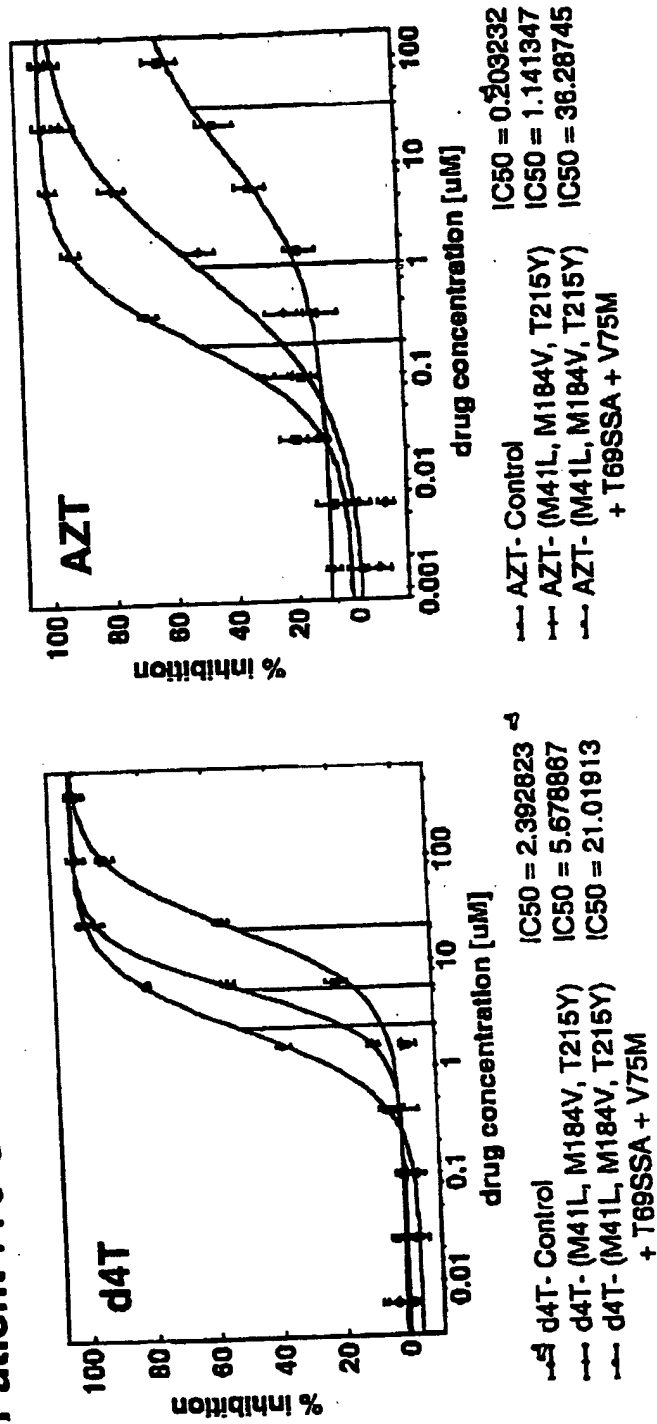 d4T
100
80
60
40
20
0
% inhibition
0.01
0.1
1
10
100
drug concentration [uM]
d4T- Control IC50 = 2.392823
d4T- (M41L, M184V, T215Y) IC50 = 5.678867
d4T- (M41L, M184V, T215Y) IC50 = 21.01913
+ T69SSA + V75M
AZT
100
80
60
40
20
0
% inhibition
0.001
0.01
0.1
1
10
100
drug concentration [uM]
AZT- Control IC50 = 0.203232
AZT- (M41L, M184V, T215Y) IC50 = 1.141347
AZT- (M41L, M184V, T215Y) IC50 = 36.28745
+ T69SSA + V75M